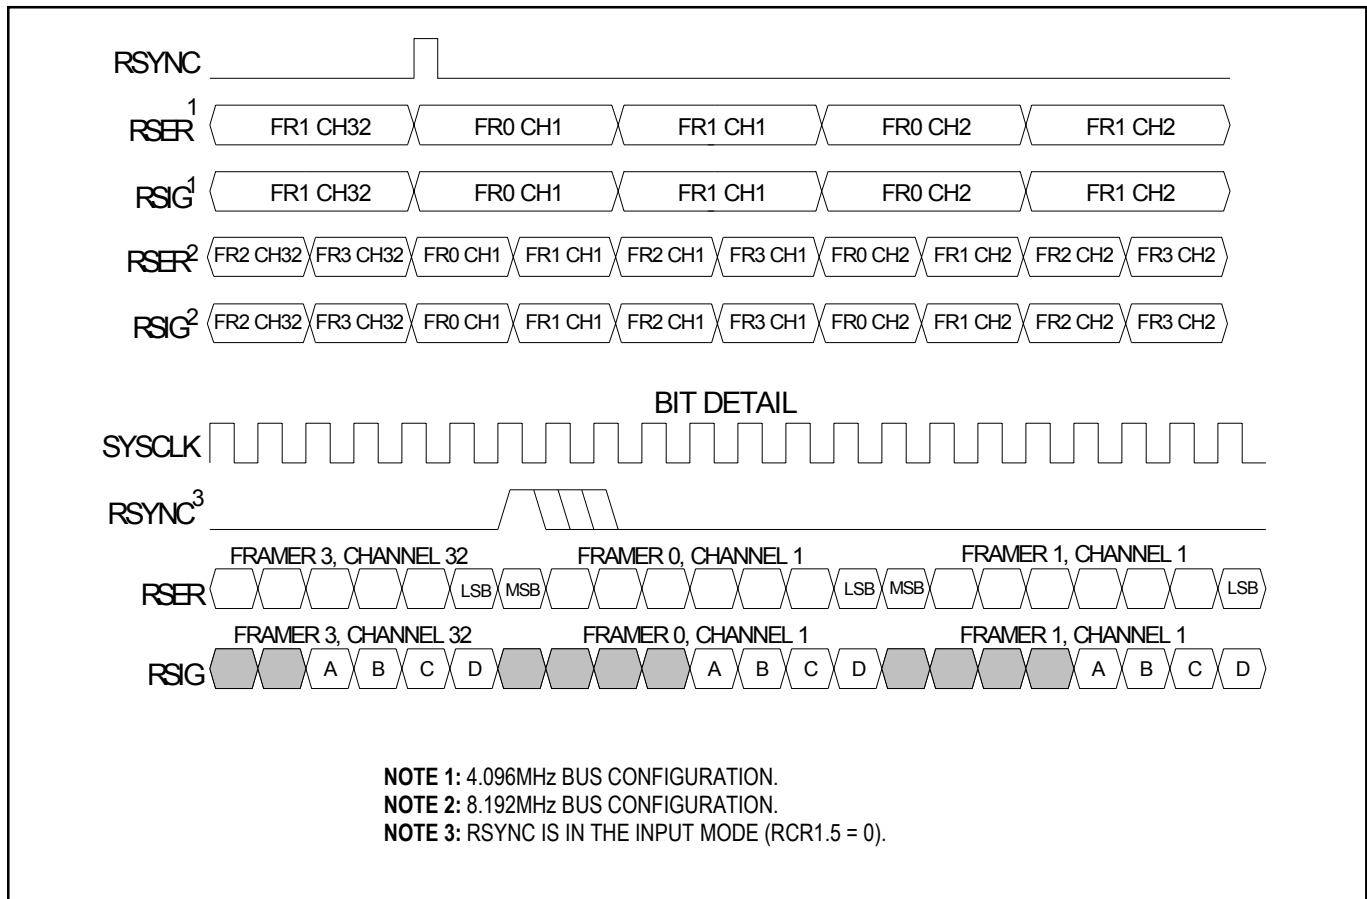 RSYNC
RSER¹ FR1 CH32 FR0 CH1 FR1 CH1 FR0 CH2 FR1 CH2
RSIG¹ FR1 CH32 FR0 CH1 FR1 CH1 FR0 CH2 FR1 CH2
RSER² FR2 CH32 FR3 CH32 FR0 CH1 FR1 CH1 FR2 CH1 FR3 CH1 FR0 CH2 FR1 CH2 FR2 CH2 FR3 CH2
RSIG² FR2 CH32 FR3 CH32 FR0 CH1 FR1 CH1 FR2 CH1 FR3 CH1 FR0 CH2 FR1 CH2 FR2 CH2 FR3 CH2
BIT DETAIL
SYSCLK
RSYNC³
FRAMER 3, CHANNEL 32 FRAMER 0, CHANNEL 1 FRAMER 1, CHANNEL 1
RSER LSB MSB LSB MSB LSB
FRAMER 3, CHANNEL 32 FRAMER 0, CHANNEL 1 FRAMER 1, CHANNEL 1
RSIG A B C D A B C D A B C D
NOTE 1: 4.096MHz BUS CONFIGURATION.
NOTE 2: 8.192MHz BUS CONFIGURATION.
NOTE 3: RSYNC IS IN THE INPUT MODE (RCR1.5 = 0).